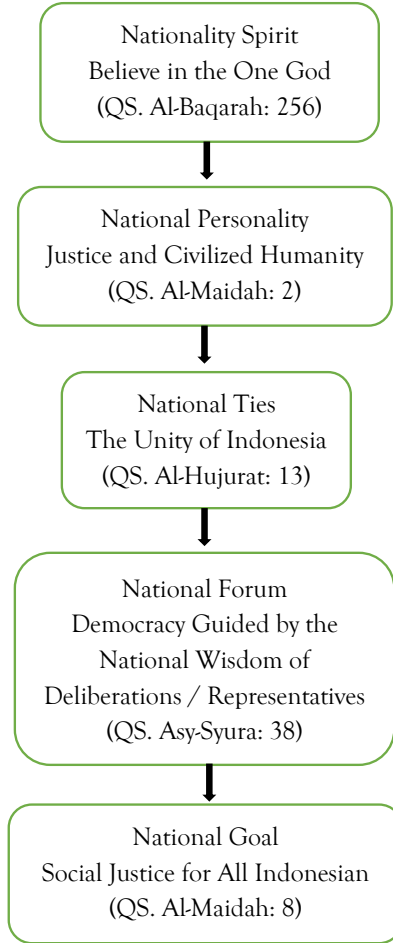 Nationality Spirit
Believe in the One God
(QS. Al-Baqarah: 256)
National Personality
Justice and Civilized Humanity
(QS. Al-Maidah: 2)
National Ties
The Unity of Indonesia
(QS. Al-Hujurat: 13)
National Forum
Democracy Guided by the
National Wisdom of
Deliberations / Representatives
(QS. Asy-Syura: 38)
National Goal
Social Justice for All Indonesian
(QS. Al-Maidah: 8)